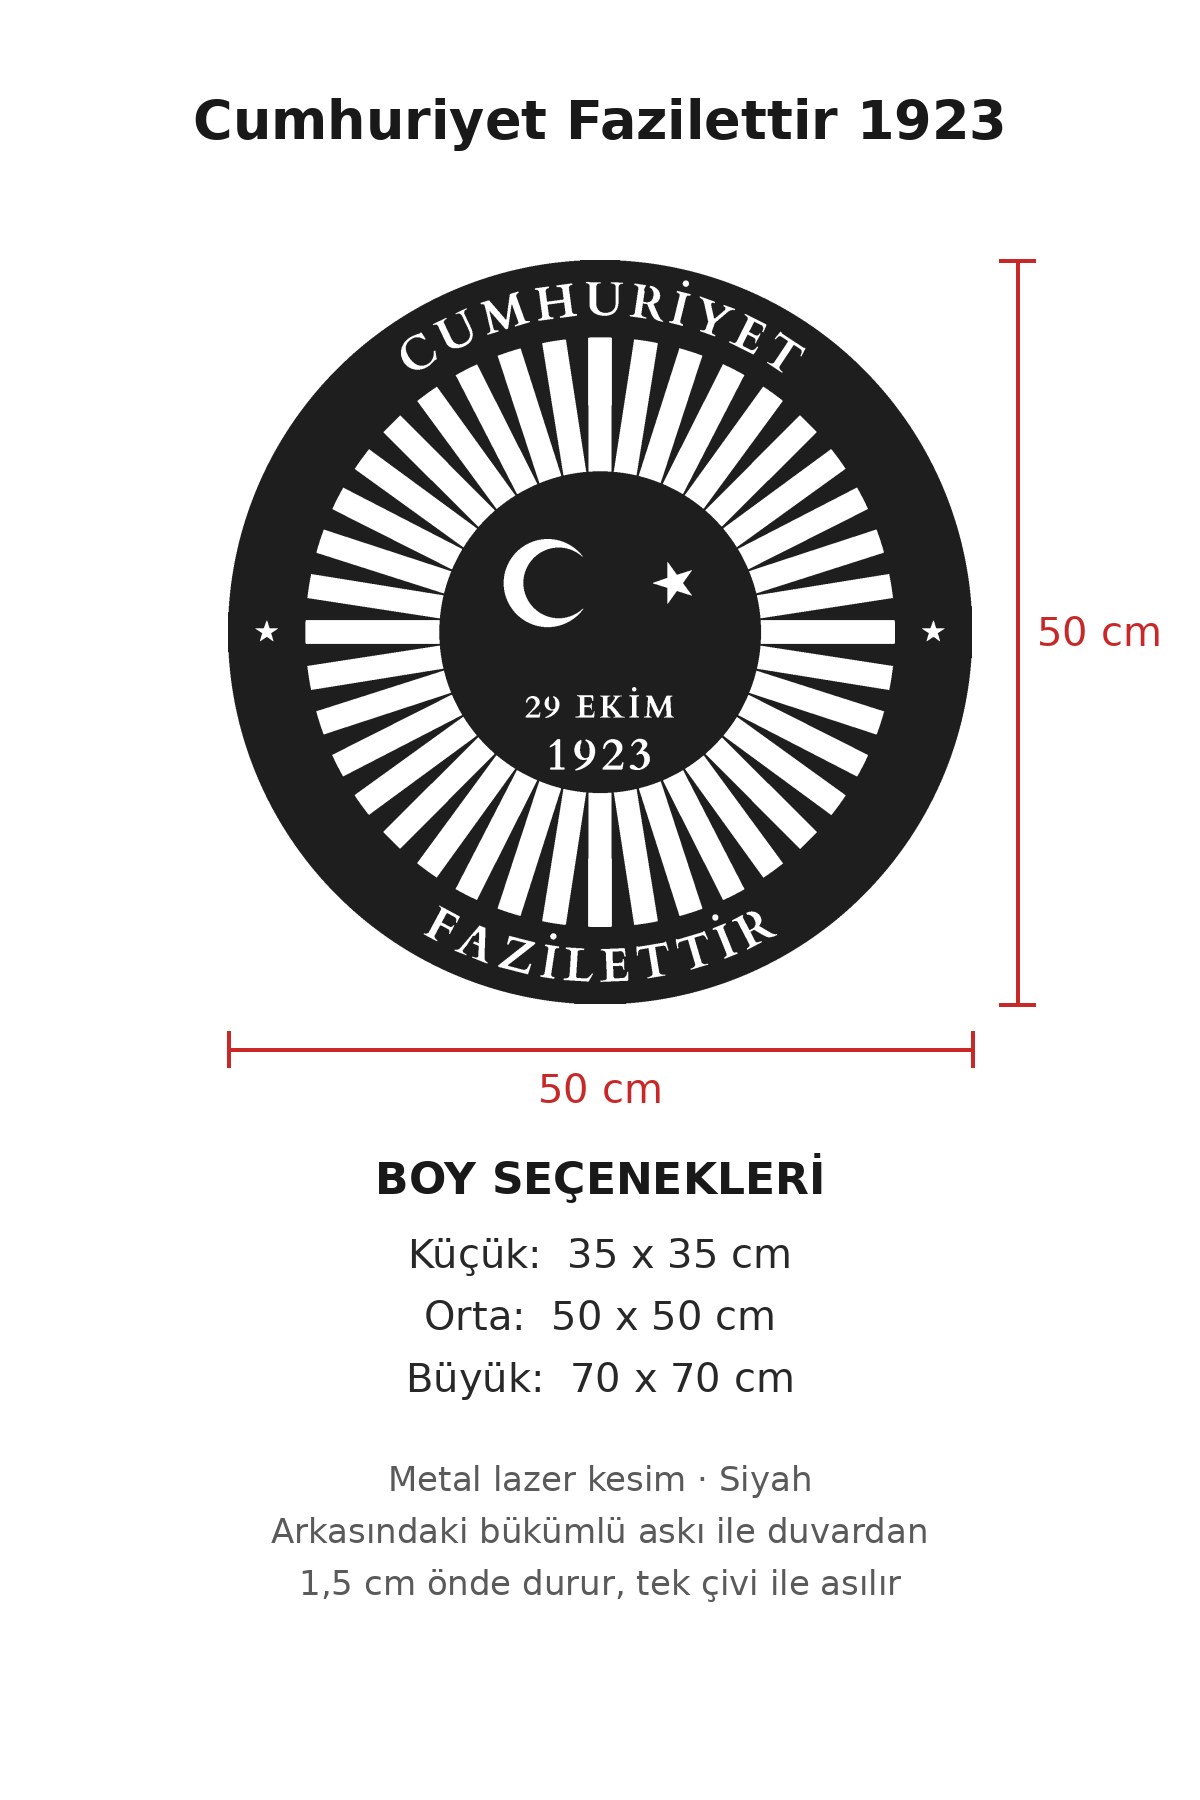 Cumhuriyet Fazilettir 1923
CUMHURİYET
29 EKİM
1923
FAZİLETTİR
50 cm
50 cm
BOY SEÇENEKLERİ
Küçük: 35 x 35 cm
Orta: 50 x 50 cm
Büyük: 70 x 70 cm
Metal lazer kesim · Siyah
Arkasındaki bükümlü askı ile duvardan
1,5 cm önde durur, tek çivi ile asılır